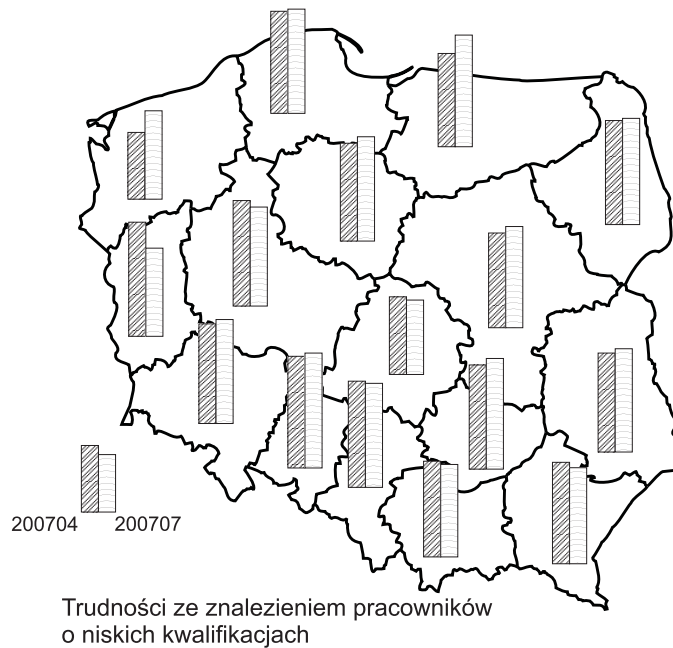 200704 200707
Trudności ze znalezieniem pracowników
o niskich kwalifikacjach